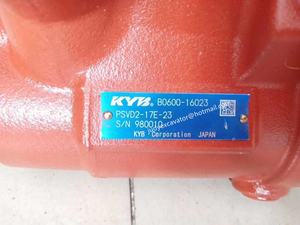 KYB® B0600-16023
PSVD2-17E-23
S/N 980010
KYB Corporation JAPAN